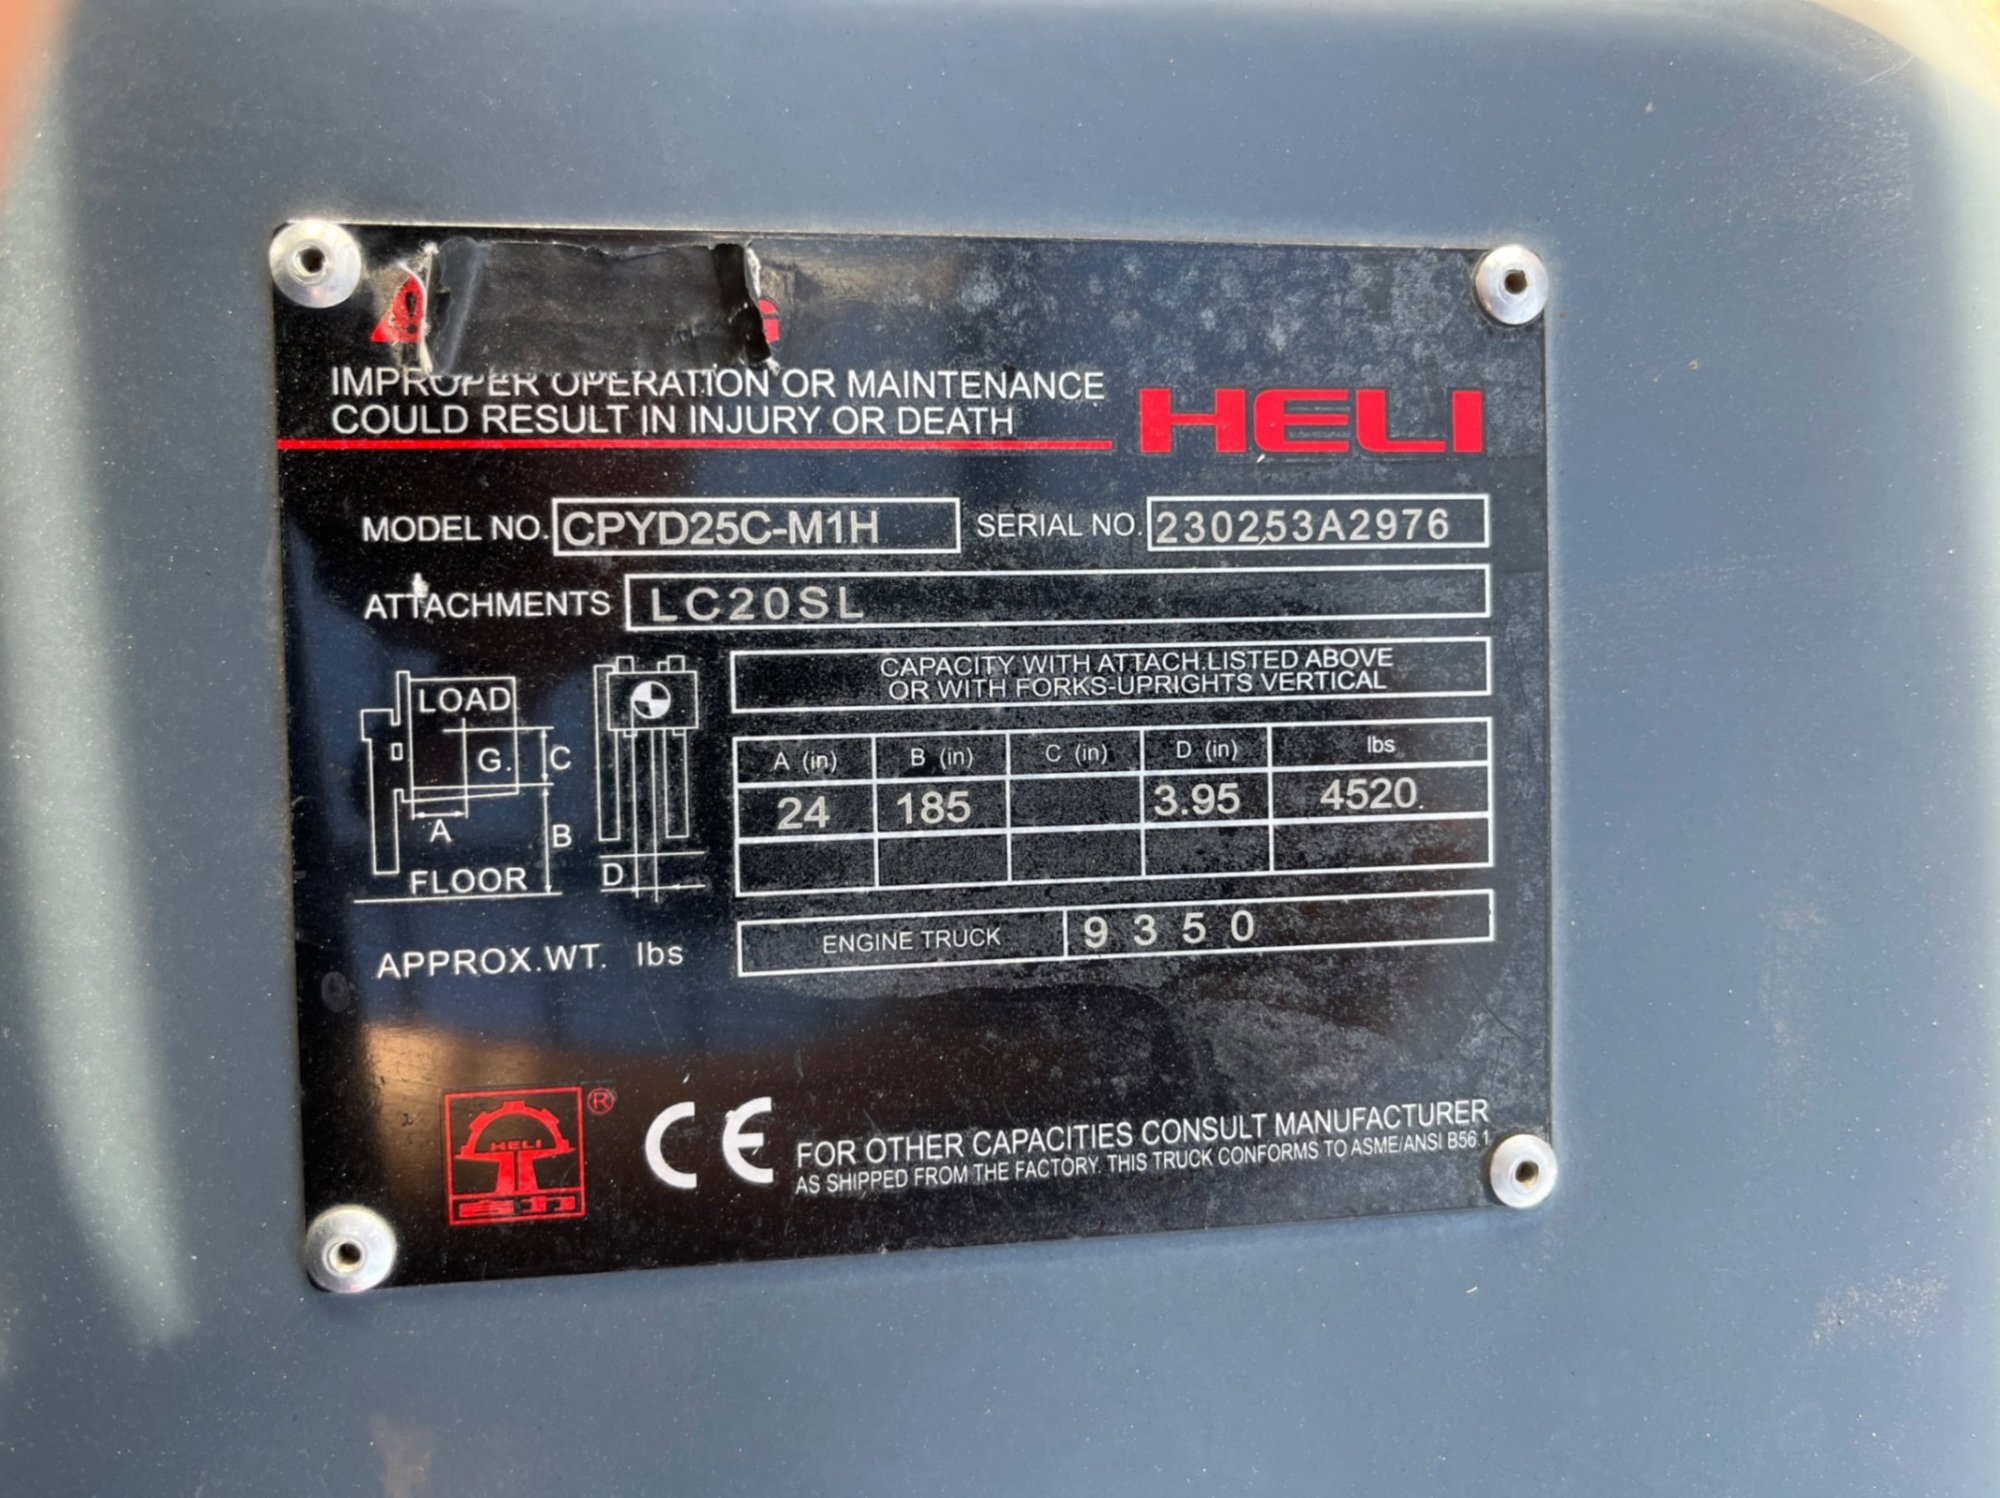 IMPROPER OPERATION OR MAINTENANCE
COULD RESULT IN INJURY OR DEATH
HELI
MODEL NO. CPYD25C-M1H SERIAL NO. 230253A2976
ATTACHMENTS LC20SL
CAPACITY WITH ATTACH.LISTED ABOVE
OR WITH FORKS-UPRIGHTS VERTICAL
LOAD
G. C
A B
FLOOR D
A (in) B (in) C (in) D (in) lbs
24 185 3.95 4520
APPROX.WT. lbs ENGINE TRUCK 9350
HELI
®
CE
FOR OTHER CAPACITIES CONSULT MANUFACTURER
AS SHIPPED FROM THE FACTORY. THIS TRUCK CONFORMS TO ASME/ANSI B56.1